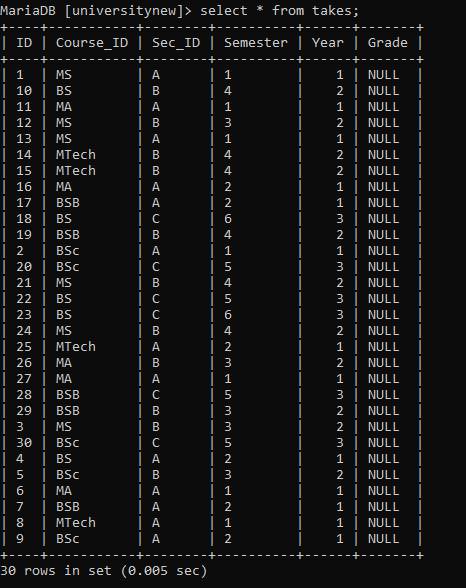 MariaDB [universitynew]> select * from takes;
+----+-----------+--------+----------+------+-------+
| ID | Course_ID | Sec_ID | Semester | Year | Grade |
+----+-----------+--------+----------+------+-------+
| 1  | MS        | A      | 1        |    1 | NULL  |
| 10 | BS        | B      | 4        |    2 | NULL  |
| 11 | MA        | A      | 1        |    1 | NULL  |
| 12 | MS        | B      | 3        |    2 | NULL  |
| 13 | MS        | A      | 1        |    1 | NULL  |
| 14 | MTech     | B      | 4        |    2 | NULL  |
| 15 | MTech     | B      | 4        |    2 | NULL  |
| 16 | MA        | A      | 2        |    1 | NULL  |
| 17 | BSB       | A      | 2        |    1 | NULL  |
| 18 | BS        | C      | 6        |    3 | NULL  |
| 19 | BSB       | B      | 4        |    2 | NULL  |
| 2  | BSc       | A      | 1        |    1 | NULL  |
| 20 | BSc       | C      | 5        |    3 | NULL  |
| 21 | MS        | B      | 4        |    2 | NULL  |
| 22 | BS        | C      | 5        |    3 | NULL  |
| 23 | BS        | C      | 6        |    3 | NULL  |
| 24 | MS        | B      | 4        |    2 | NULL  |
| 25 | MTech     | A      | 2        |    1 | NULL  |
| 26 | MA        | B      | 3        |    2 | NULL  |
| 27 | MA        | A      | 1        |    1 | NULL  |
| 28 | BSB       | C      | 5        |    3 | NULL  |
| 29 | BSB       | B      | 3        |    2 | NULL  |
| 3  | MS        | B      | 3        |    2 | NULL  |
| 30 | BSc       | C      | 5        |    3 | NULL  |
| 4  | BS        | A      | 2        |    1 | NULL  |
| 5  | BSc       | B      | 3        |    2 | NULL  |
| 6  | MA        | A      | 1        |    1 | NULL  |
| 7  | BSB       | A      | 2        |    1 | NULL  |
| 8  | MTech     | A      | 1        |    1 | NULL  |
| 9  | BSc       | A      | 2        |    1 | NULL  |
+----+-----------+--------+----------+------+-------+
30 rows in set (0.005 sec)